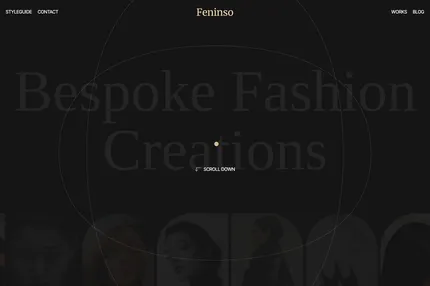 STYLEGUIDE CONTACT Feninso WORKS BLOG
Bespoke Fashion
Creations
SCROLL DOWN